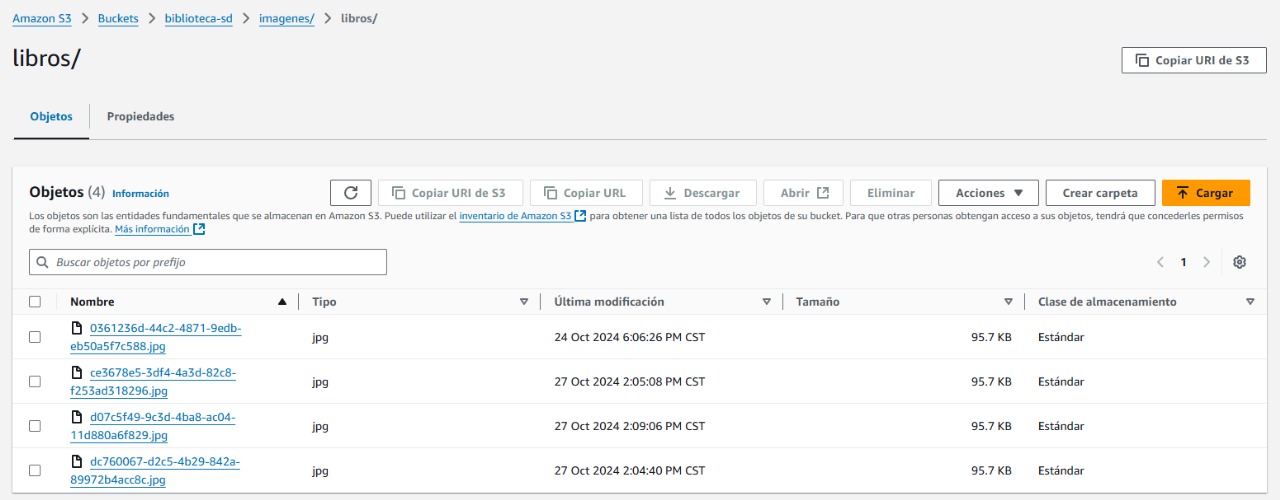 Amazon S3 > Buckets > biblioteca-sd > imagenes/ > libros/
libros/
Copiar URI de S3
Objetos Propiedades
Objetos (4) Información
Copiar URI de S3 Copiar URL Descargar Abrir Eliminar Acciones Crear carpeta Cargar
Los objetos son las entidades fundamentales que se almacenan en Amazon S3. Puede utilizar el inventario de Amazon S3 para obtener una lista de todos los objetos de su bucket. Para que otras personas obtengan acceso a sus objetos, tendrá que concederles permisos
de forma explícita. Más información
Buscar objetos por prefijo
1
Nombre Tipo Última modificación Tamaño Clase de almacenamiento
0361236d-44c2-4871-9edb-
eb50a5f7c588.jpg
jpg 24 Oct 2024 6:06:26 PM CST 95.7 KB Estándar
ce3678e5-3df4-4a3d-82c8-
f253ad318296.jpg
jpg 27 Oct 2024 2:05:08 PM CST 95.7 KB Estándar
d07c5f49-9c3d-4ba8-ac04-
11d880a6f829.jpg
jpg 27 Oct 2024 2:09:06 PM CST 95.7 KB Estándar
dc760067-d2c5-4b29-842a-
89972b4acc8c.jpg
jpg 27 Oct 2024 2:04:40 PM CST 95.7 KB Estándar